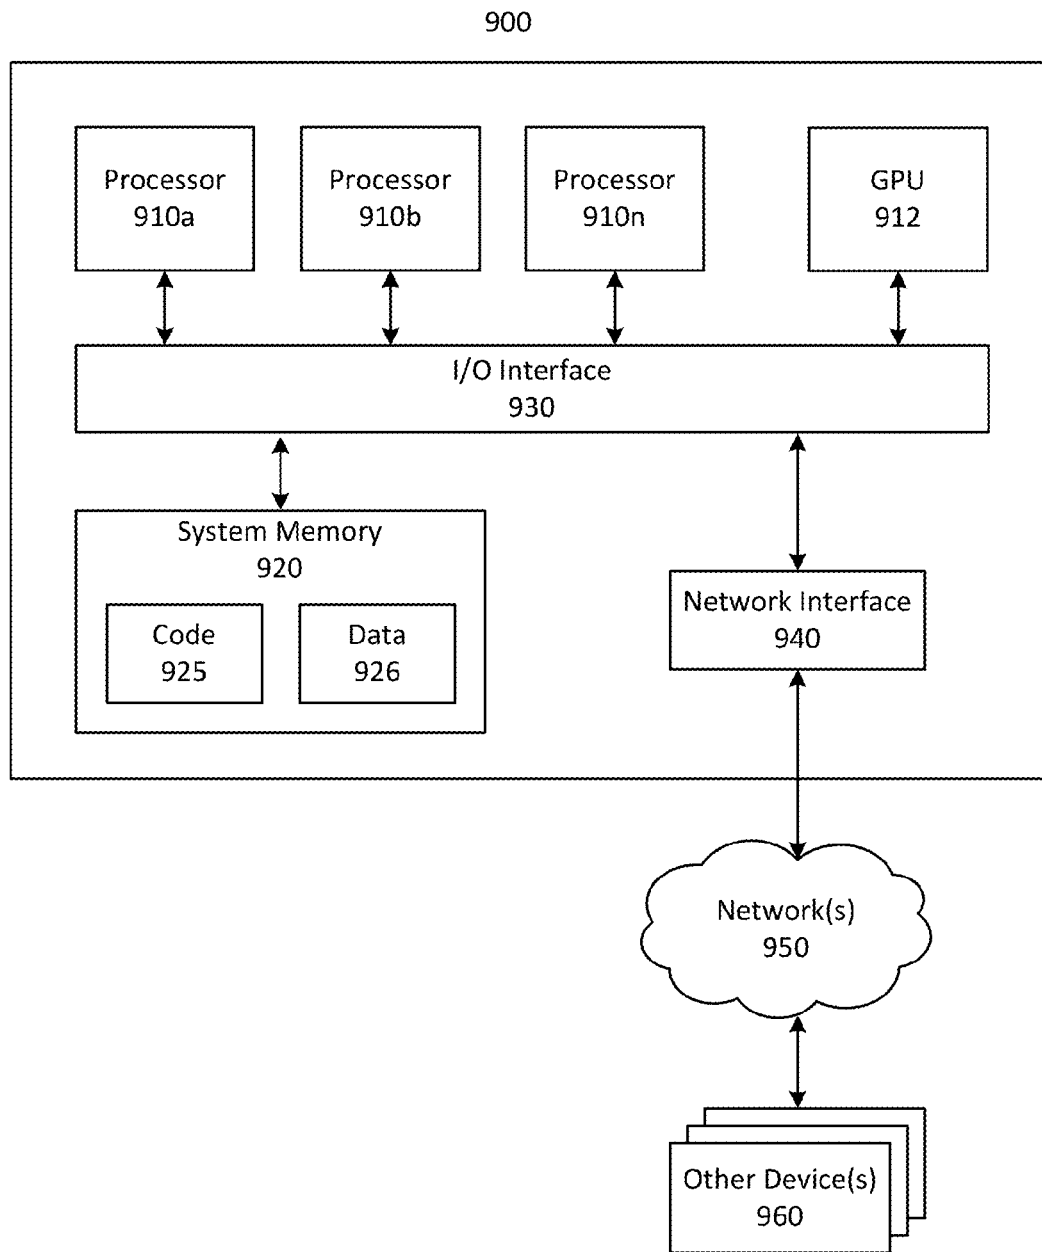 900
Processor
910a
Processor
910b
Processor
910n
GPU
912
I/O Interface
930
System Memory
920
Code
925
Data
926
Network Interface
940
Network(s)
950
Other Device(s)
960